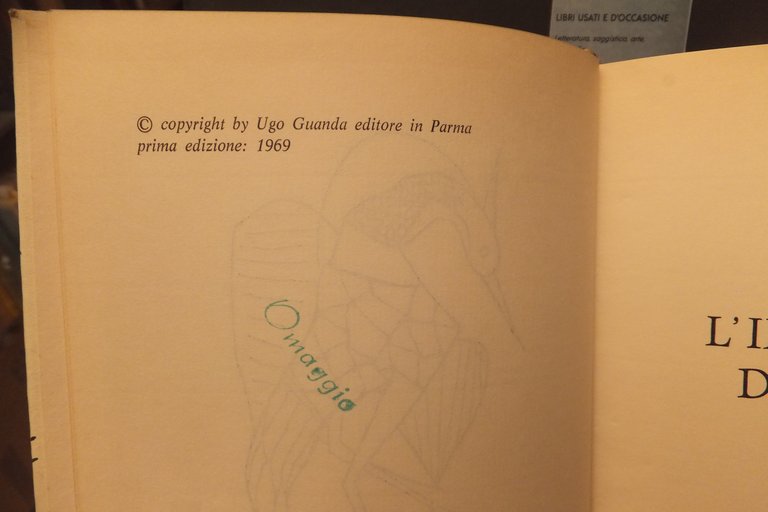 LIBRI USATI E D'OCCASIONE
Letteratura, saggistica, arte,
© copyright by Ugo Guanda editore in Parma
prima edizione: 1969
Omaggio
L'I
D